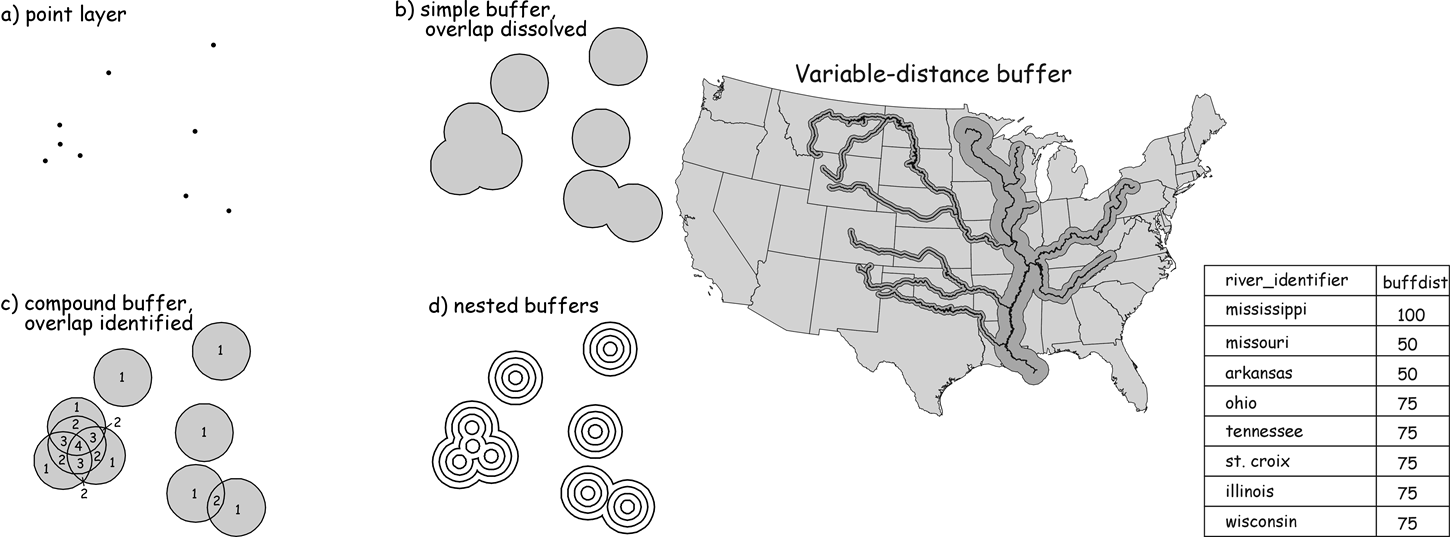 a) point layer
b) simple buffer,
overlap dissolved
c) compound buffer,
overlap identified
1
1
1
2
2
3
3
4
2
2
1
3
1
2
1
1
2
1
d) nested buffers
Variable-distance buffer
river_identifier buffdist
mississippi 100
missouri 50
arkansas 50
ohio 75
tennessee 75
st. croix 75
illinois 75
wisconsin 75